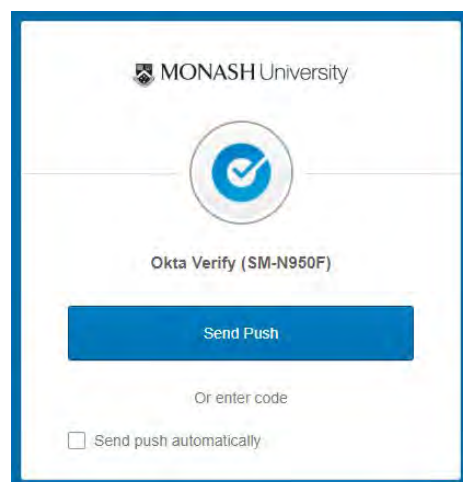 MONASH University
Okta Verify (SM-N950F)
Send Push
Or enter code
Send push automatically